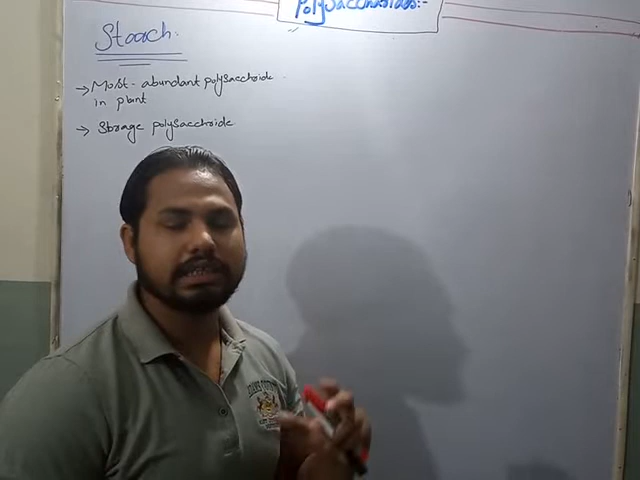 Polysaccharides:-
Starch.
→ Most- abundant polysaccharide
in plant
→ Storage polysaccharide